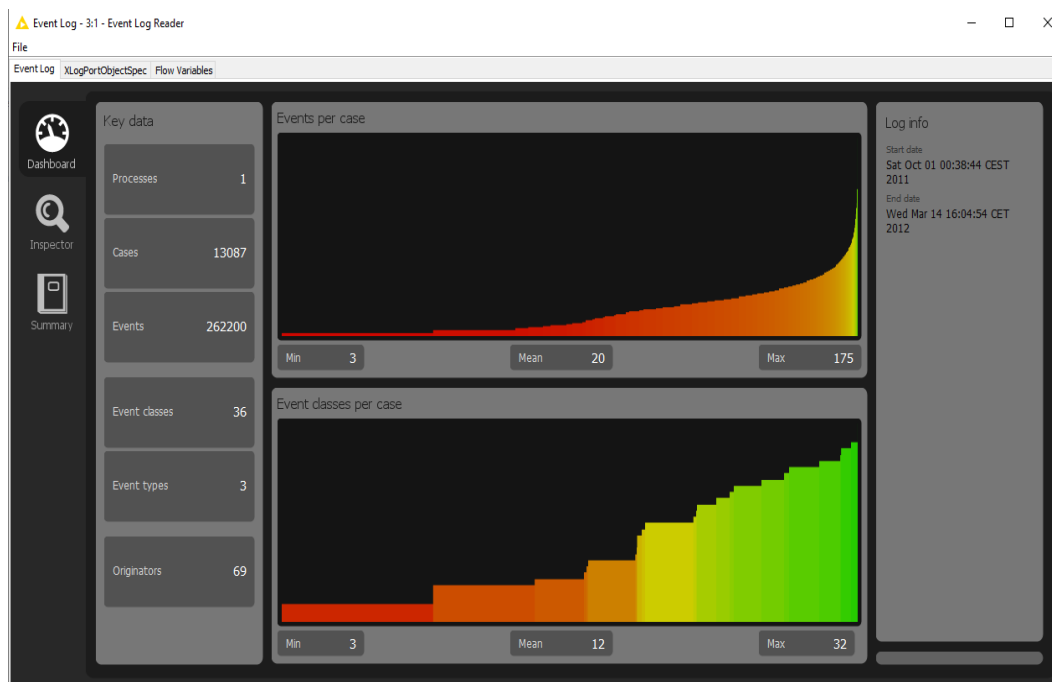 Event Log - 3:1 - Event Log Reader
File
Event Log XLogPortObjectSpec Flow Variables
Dashboard
Inspector
Summary
Key data
Processes 1
Cases 13087
Events 262200
Event classes 36
Event types 3
Originators 69
Events per case
Min 3 Mean 20 Max 175
Event classes per case
Min 3 Mean 12 Max 32
Log info
Start date
Sat Oct 01 00:38:44 CEST
2011
End date
Wed Mar 14 16:04:54 CET
2012